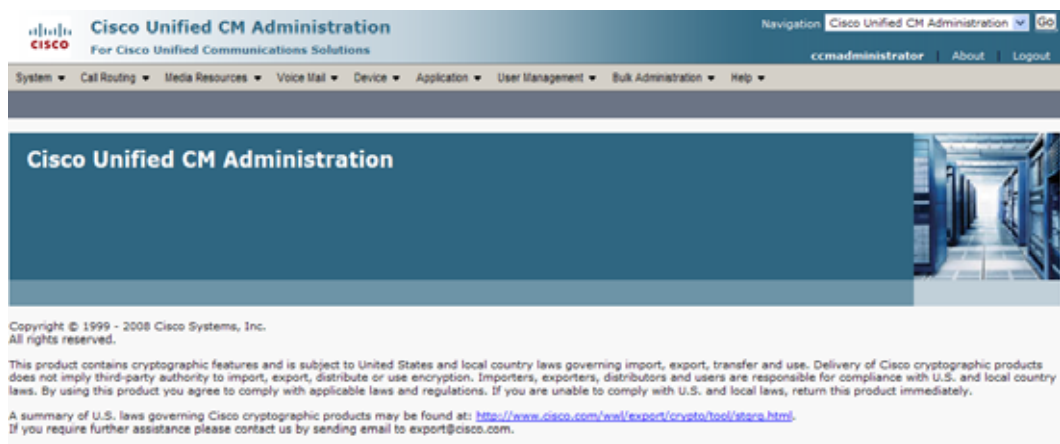 CISCO
Cisco Unified CM Administration
For Cisco Unified Communications Solutions
Navigation Cisco Unified CM Administration Go
ccmadministrator | About | Logout
System Call Routing Media Resources Voice Mail Device Application User Management Bulk Administration Help
Cisco Unified CM Administration
Copyright © 1999 - 2008 Cisco Systems, Inc.
All rights reserved.
This product contains cryptographic features and is subject to United States and local country laws governing import, export, transfer and use. Delivery of Cisco cryptographic products
does not imply third-party authority to import, export, distribute or use encryption. Importers, exporters, distributors and users are responsible for compliance with U.S. and local country
laws. By using this product you agree to comply with applicable laws and regulations. If you are unable to comply with U.S. and local laws, return this product immediately.
A summary of U.S. laws governing Cisco cryptographic products may be found at: http://www.cisco.com/wwl/export/crypto/tool/stqrg.html.
If you require further assistance please contact us by sending email to export@cisco.com.